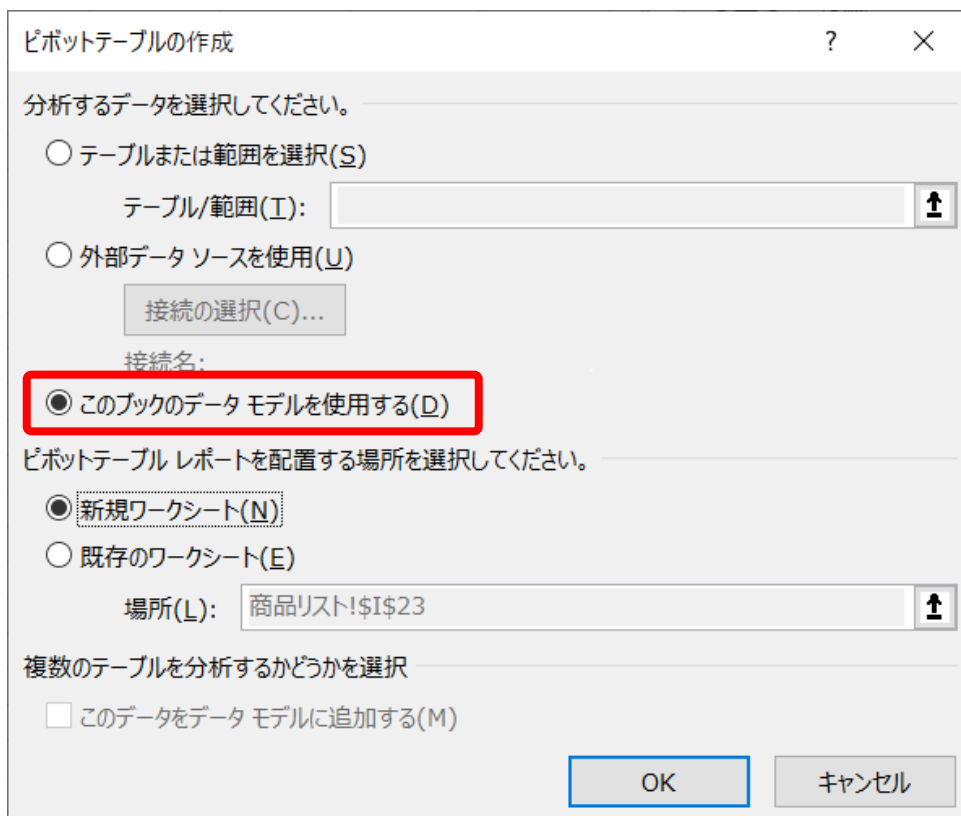 ピボットテーブルの作成 ?
分析するデータを選択してください。
テーブルまたは範囲を選択(S)
テーブル/範囲(T):
外部データ ソースを使用(U)
接続の選択(C)...
接続名:
このブックのデータ モデルを使用する(D)
ピボットテーブル レポートを配置する場所を選択してください。
新規ワークシート(N)
既存のワークシート(E)
場所(L): 商品リスト!$I$23
複数のテーブルを分析するかどうかを選択
このデータをデータ モデルに追加する(M)
OK キャンセル